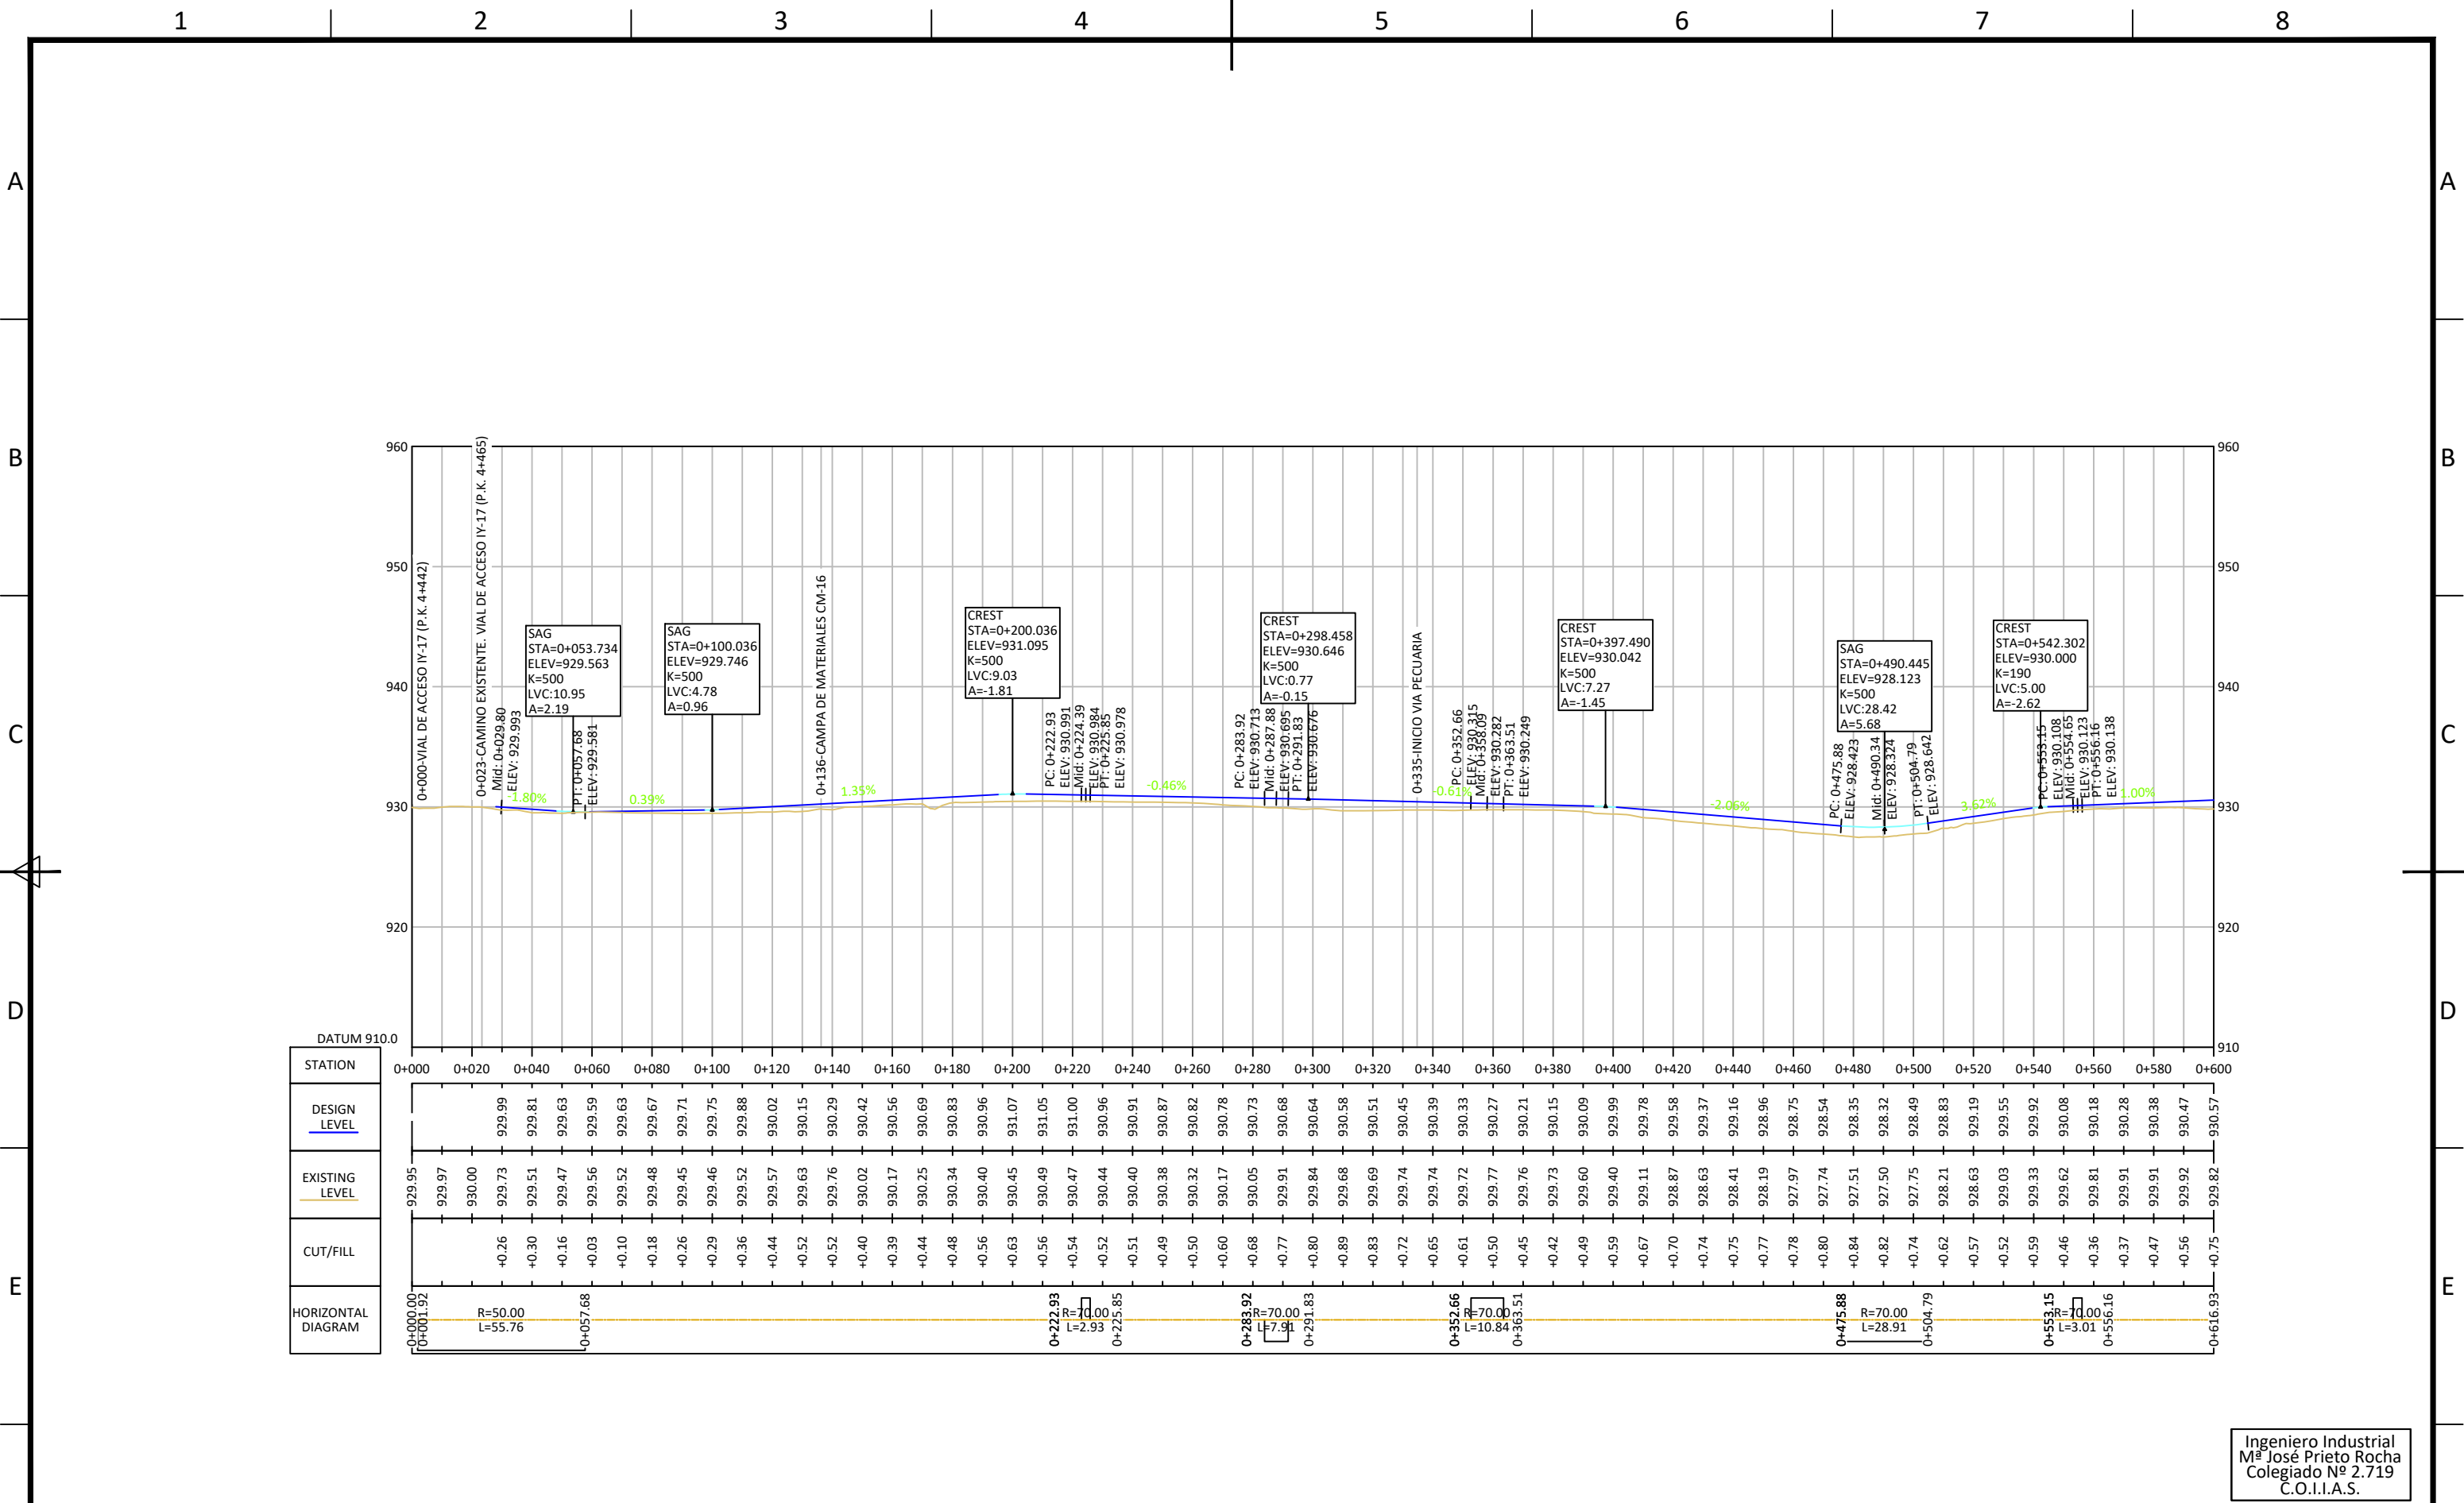 1 2 3 4 5 6 7 8
A A
B B
C C
D D
E E
960 960
950 950
940 940
930 930
920 920
910
0+000-VIAL DE ACCESO IY-17 (P.K. 4+442)
0+023-CAMINO EXISTENTE. VIAL DE ACCESO IY-17 (P.K. 4+465)
Mid: 0+029.80
ELEV: 929.993
-1.80%
SAG
STA=0+053.734
ELEV=929.563
K=500
LVC:10.95
A=2.19
PT: 0+057.68
ELEV: 929.581
0.39%
SAG
STA=0+100.036
ELEV=929.746
K=500
LVC:4.78
A=0.96
0+136-CAMPA DE MATERIALES CM-16
1.35%
CREST
STA=0+200.036
ELEV=931.095
K=500
LVC:9.03
A=-1.81
PC: 0+222.93
ELEV: 930.991
Mid: 0+224.39
ELEV: 930.984
PT: 0+225.85
ELEV: 930.978
-0.46%
PC: 0+283.92
ELEV: 930.713
Mid: 0+287.88
ELEV: 930.695
PT: 0+291.83
ELEV: 930.676
CREST
STA=0+298.458
ELEV=930.646
K=500
LVC:0.77
A=-0.15
0+335-INICIO VIA PECUARIA
-0.61%
PC: 0+352.66
ELEV: 930.315
Mid: 0+358.09
ELEV: 930.282
PT: 0+363.51
ELEV: 930.249
CREST
STA=0+397.490
ELEV=930.042
K=500
LVC:7.27
A=-1.45
-2.06%
PC: 0+475.88
ELEV: 928.423
Mid: 0+490.34
ELEV: 928.324
PT: 0+504.79
ELEV: 928.642
SAG
STA=0+490.445
ELEV=928.123
K=500
LVC:28.42
A=5.68
3.62%
CREST
STA=0+542.302
ELEV=930.000
K=190
LVC:5.00
A=-2.62
PC: 0+553.15
ELEV: 930.108
Mid: 0+554.65
ELEV: 930.123
PT: 0+556.16
ELEV: 930.138
1.00%
DATUM 910.0
STATION
0+000 0+020 0+040 0+060 0+080 0+100 0+120 0+140 0+160 0+180 0+200 0+220 0+240 0+260 0+280 0+300 0+320 0+340 0+360 0+380 0+400 0+420 0+440 0+460 0+480 0+500 0+520 0+540 0+560 0+580 0+600
DESIGN
LEVEL
929.99 929.81 929.63 929.59 929.63 929.67 929.71 929.75 929.88 930.02 930.15 930.29 930.42 930.56 930.69 930.83 930.96 931.07 931.05 931.00 930.96 930.91 930.87 930.82 930.78 930.73 930.68 930.64 930.58 930.51 930.45 930.39 930.33 930.27 930.21 930.15 930.09 929.99 929.78 929.58 929.37 929.16 928.96 928.75 928.54 928.35 928.32 928.49 928.83 929.19 929.55 929.92 930.08 930.18 930.28 930.38 930.47 930.57
EXISTING
LEVEL
929.95 929.97 930.00 929.73 929.51 929.47 929.56 929.52 929.48 929.45 929.46 929.52 929.57 929.63 929.76 930.02 930.17 930.25 930.34 930.40 930.45 930.49 930.47 930.44 930.40 930.38 930.32 930.17 930.05 929.91 929.84 929.68 929.69 929.74 929.74 929.72 929.77 929.76 929.73 929.60 929.40 929.11 928.87 928.63 928.41 928.19 927.97 927.74 927.51 927.50 927.75 928.21 928.63 929.03 929.33 929.62 929.81 929.91 929.91 929.92 929.82
CUT/FILL
+0.26 +0.30 +0.16 +0.03 +0.10 +0.18 +0.26 +0.29 +0.36 +0.44 +0.52 +0.52 +0.40 +0.39 +0.44 +0.48 +0.56 +0.63 +0.56 +0.54 +0.52 +0.51 +0.49 +0.50 +0.60 +0.68 +0.77 +0.80 +0.89 +0.83 +0.72 +0.65 +0.61 +0.50 +0.45 +0.42 +0.49 +0.59 +0.67 +0.70 +0.74 +0.75 +0.77 +0.78 +0.80 +0.84 +0.82 +0.74 +0.62 +0.57 +0.52 +0.59 +0.46 +0.36 +0.37 +0.47 +0.56 +0.75
HORIZONTAL
DIAGRAM
0+000.00
0+001.92
R=50.00
L=55.76
0+057.68
0+222.93
R=70.00
L=2.93
0+225.85
0+283.92
R=70.00
L=7.91
0+291.83
0+352.66
R=70.00
L=10.84
0+363.51
0+475.88
R=70.00
L=28.91
0+504.79
0+553.15
R=70.00
L=3.01
0+556.16
0+616.93
Ingeniero Industrial
Mª José Prieto Rocha
Colegiado Nº 2.719
C.O.I.I.A.S.